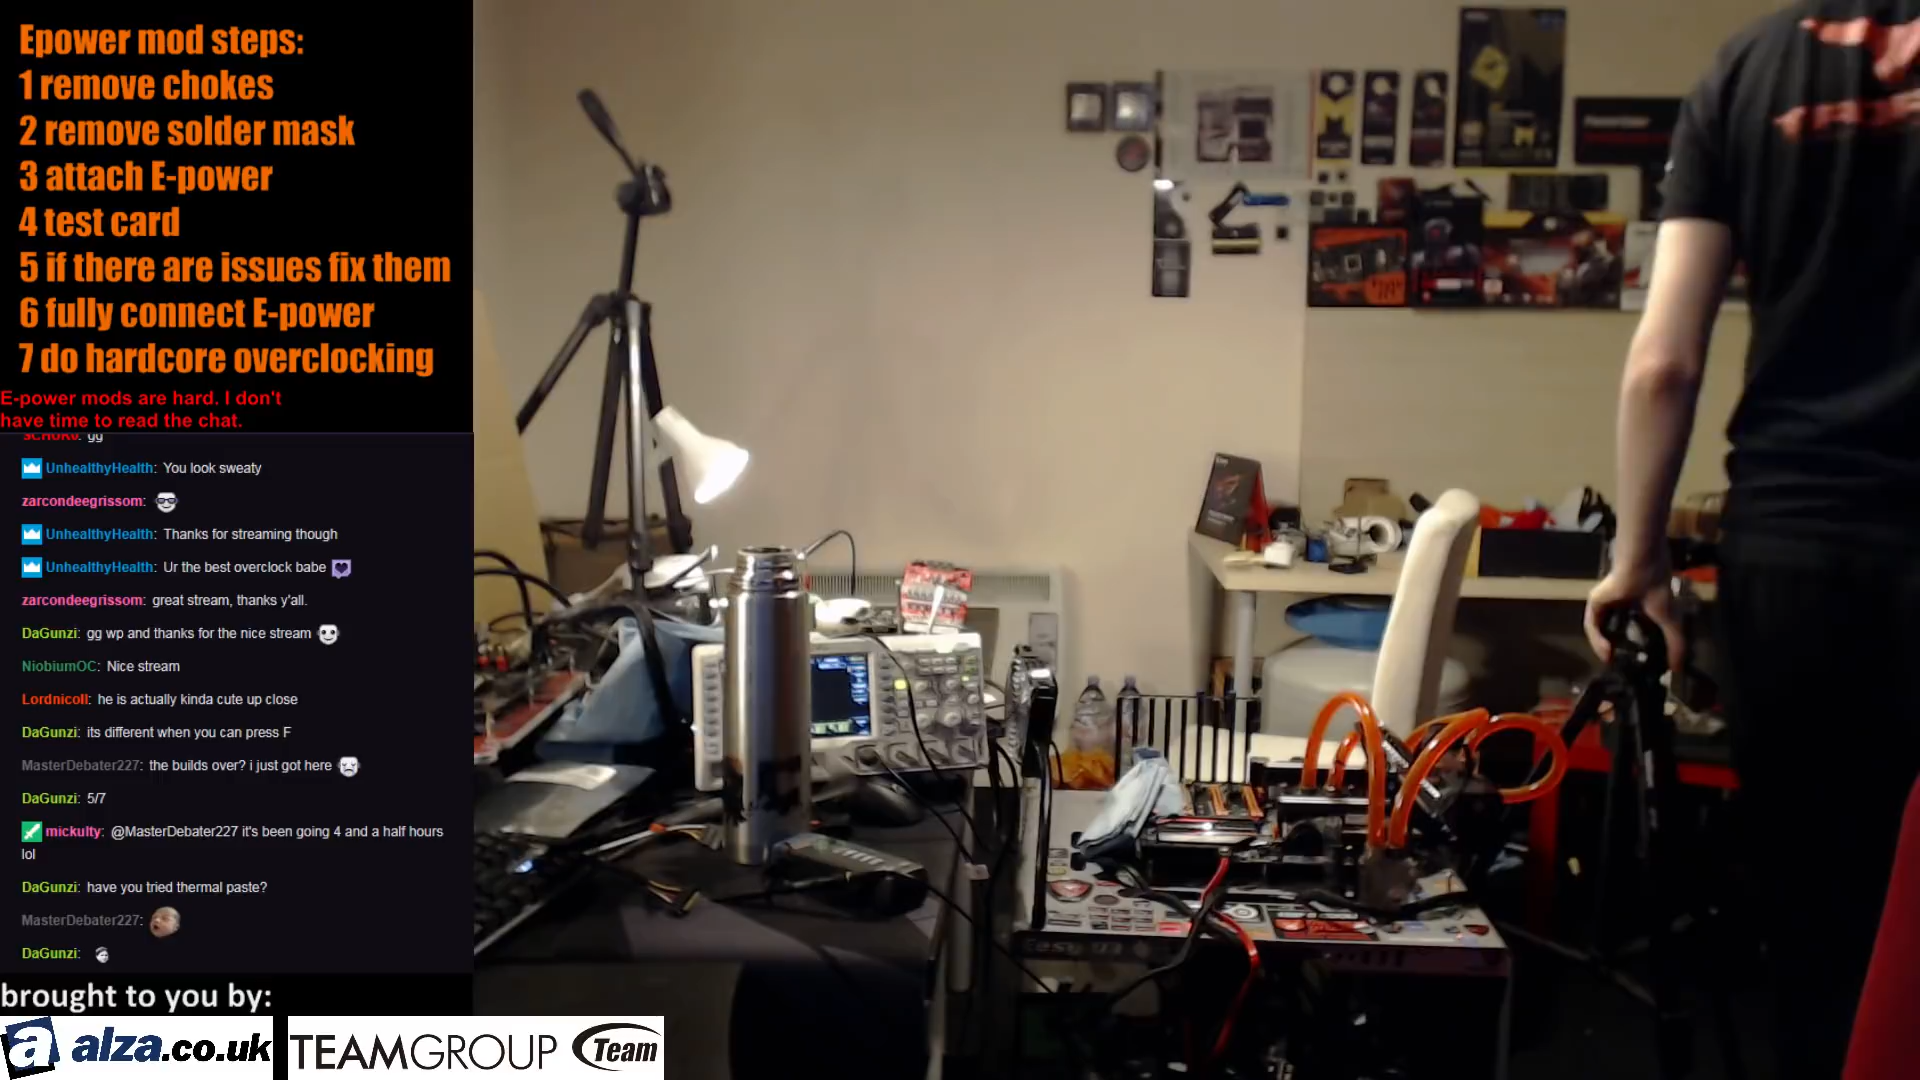 Epower mod steps:
1 remove chokes
2 remove solder mask
3 attach E-power
4 test card
5 if there are issues fix them
6 fully connect E-power
7 do hardcore overclocking
E-power mods are hard. I don't
have time to read the chat.
SCHUR0: gg
UnhealthyHealth: You look sweaty
zarcondeegrissom:
UnhealthyHealth: Thanks for streaming though
UnhealthyHealth: Ur the best overclock babe
zarcondeegrissom: great stream, thanks y'all.
DaGunzi: gg wp and thanks for the nice stream
NiobiumOC: Nice stream
Lordnicoll: he is actually kinda cute up close
DaGunzi: its different when you can press F
MasterDebater227: the builds over? i just got here
DaGunzi: 5/7
mickulty: @MasterDebater227 it's been going 4 and a half hours
lol
DaGunzi: have you tried thermal paste?
MasterDebater227:
DaGunzi:
brought to you by:
a alza.co.uk
TEAMGROUP Team